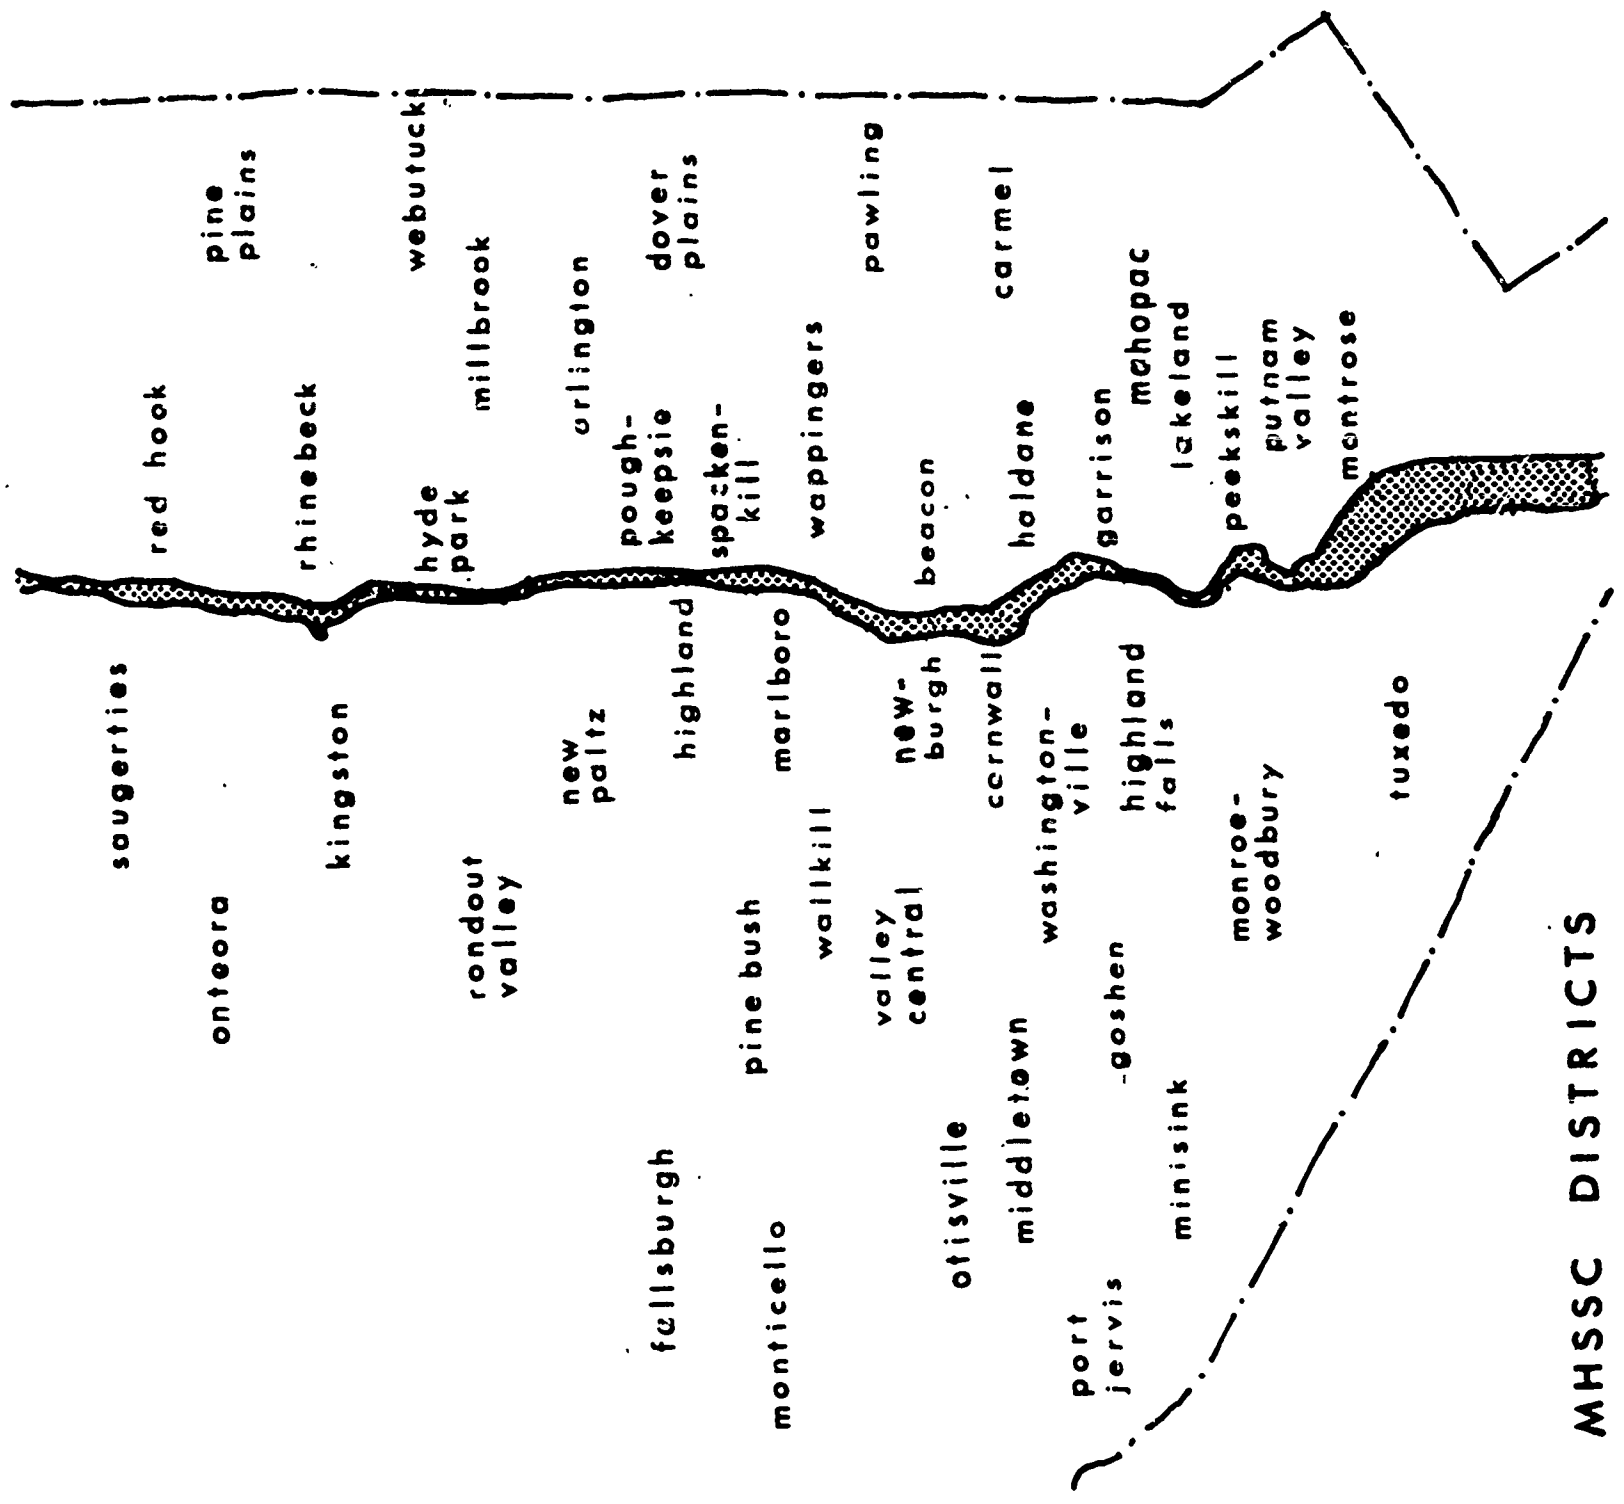 saugerties
red hook
onteora
pine
plains
rhinebeck
kingston
webutuck
hyde
park
millbrook
rondout
valley
arlington
new
paltz
pough-
keepsie
dover
plains
fallsburgh
highland
spacken-
kill
pine bush
marlboro
monticello
wappingers
wallkill
pawling
valley
central
new-
burgh
beacon
otisville
carmel
cornwall
haldane
middletown
washington-
ville
port
jervis
garrison
goshen
mahopac
highland
falls
lakeland
minisink
peekskill
monroe-
woodbury
putnam
valley
montrose
tuxedo
MHSSC DISTRICTS